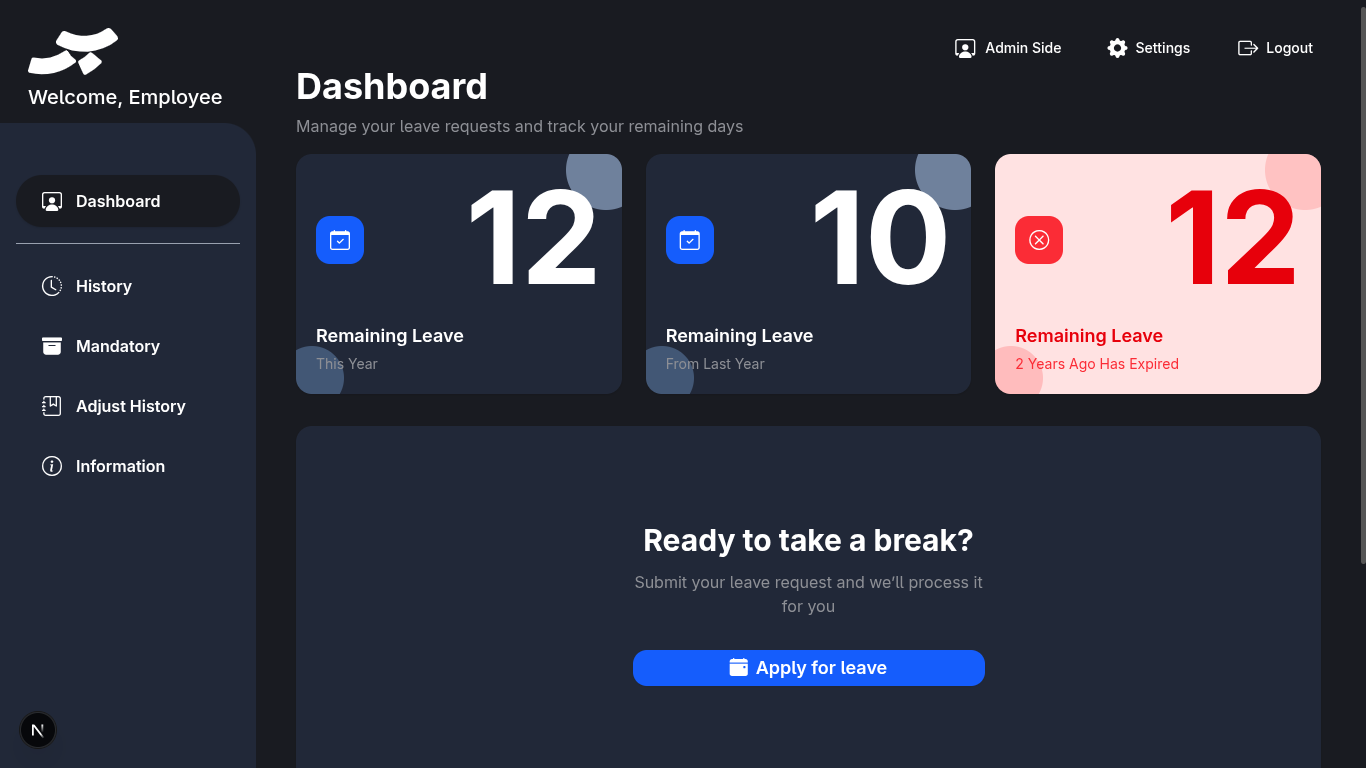 Welcome, Employee
Dashboard
History
Mandatory
Adjust History
Information
N
Admin Side
Settings
Logout
Dashboard
Manage your leave requests and track your remaining days
12
Remaining Leave
This Year
10
Remaining Leave
From Last Year
12
Remaining Leave
2 Years Ago Has Expired
Ready to take a break?
Submit your leave request and we’ll process it
for you
Apply for leave